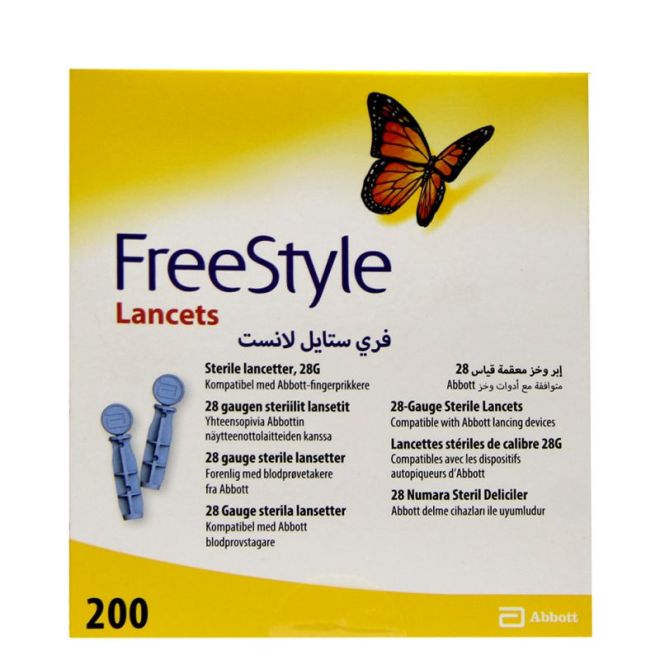 FreeStyle
Lancets
فري ستايل لانست
Sterile lancetter, 28G
Kompatibel med Abbott-fingerprikkere
28 gaugen steriilit lansetit
Yhteensopivia Abbottin
näytteenottolaitteiden kanssa
28 gauge sterile lansetter
Forenlig med blodprøvetakere
fra Abbott
28 Gauge sterila lansetter
Kompatibel med Abbott
blodprovstagare
إبر وخز معقمة قياس 28
متوافقة مع أدوات وخز Abbott
28-Gauge Sterile Lancets
Compatible with Abbott lancing devices
Lancettes stériles de calibre 28G
Compatibles avec les dispositifs
autopiqueurs d'Abbott
28 Numara Steril Deliciler
Abbott delme cihazları ile uyumludur
200
Abbott